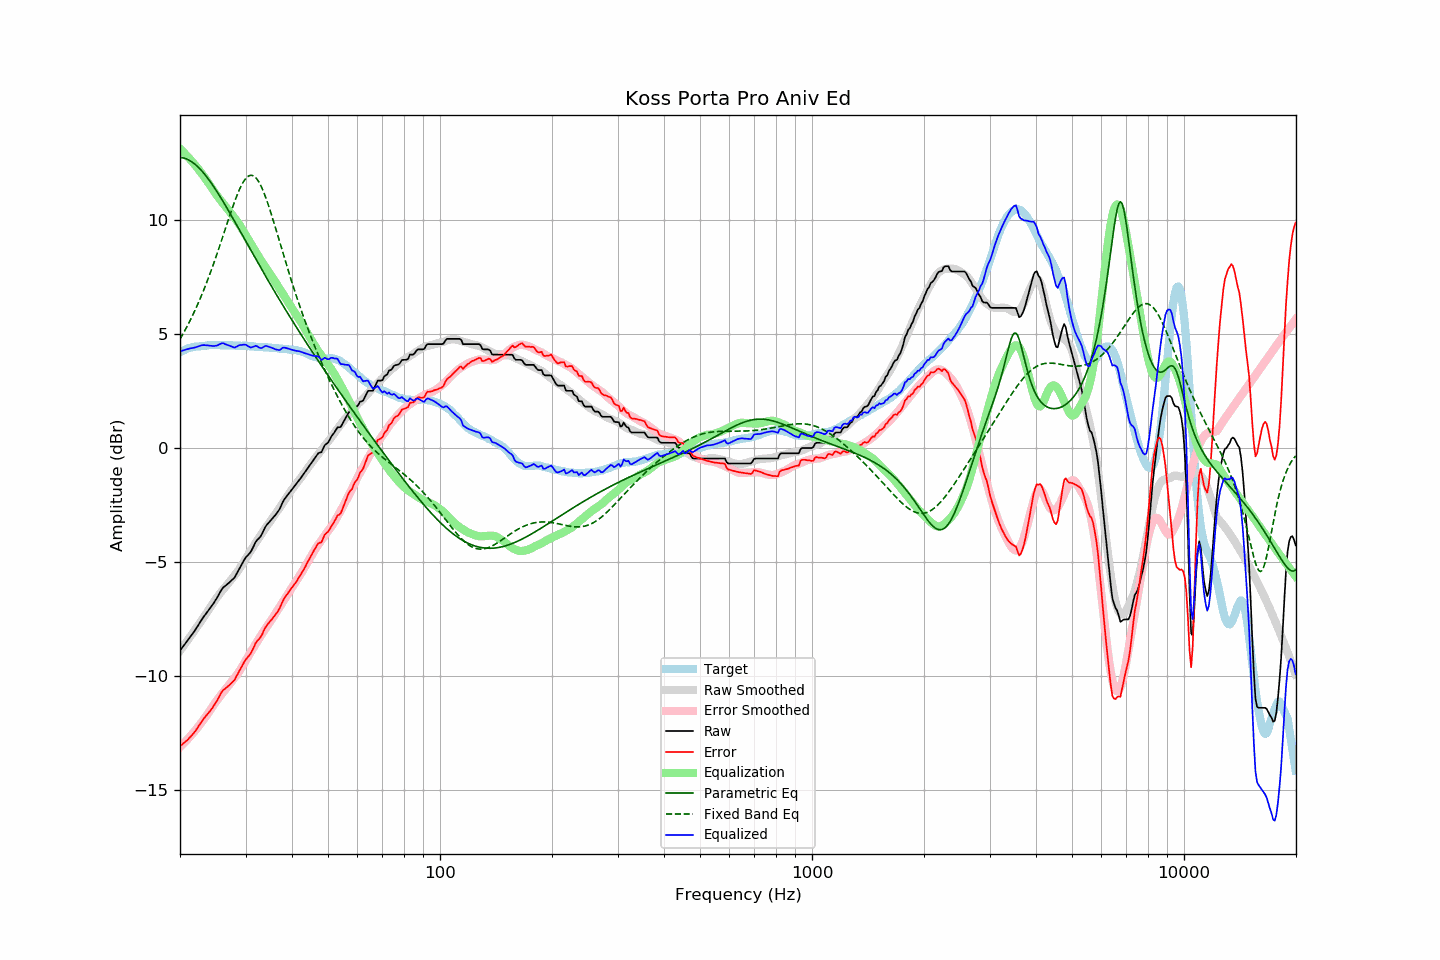 Koss Porta Pro Aniv Ed
Amplitude (dBr)
10
5
0
−5
−10
−15
Target
Raw Smoothed
Error Smoothed
Raw
Error
Equalization
Parametric Eq
Fixed Band Eq
Equalized
100
1000
10000
Frequency (Hz)